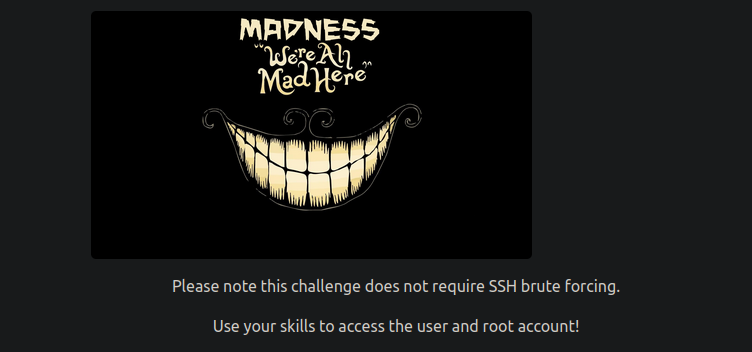 MADNESS
"We're All
Mad Here"
Please note this challenge does not require SSH brute forcing.
Use your skills to access the user and root account!